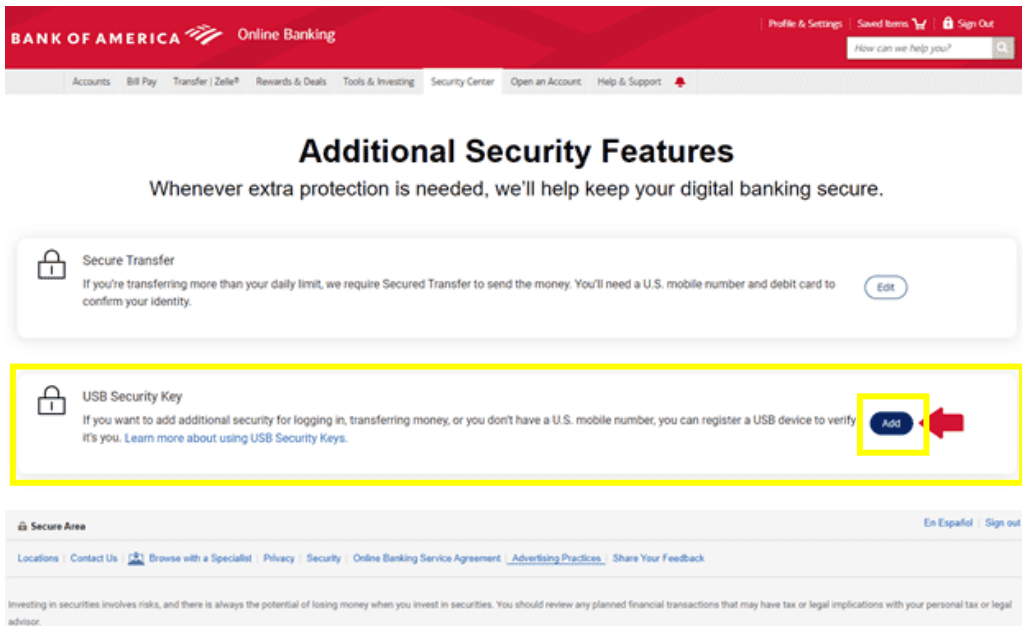 Profile & Settings | Saved Items | Sign Out
BANK OF AMERICA Online Banking
How can we help you?
Accounts Bill Pay Transfer | Zelle® Rewards & Deals Tools & Investing Security Center Open an Account Help & Support
Additional Security Features
Whenever extra protection is needed, we'll help keep your digital banking secure.
Secure Transfer
If you're transferring more than your daily limit, we require Secured Transfer to send the money. You'll need a U.S. mobile number and debit card to
confirm your identity.
Edit
USB Security Key
If you want to add additional security for logging in, transferring money, or you don't have a U.S. mobile number, you can register a USB device to verify
it's you. Learn more about using USB Security Keys.
Add
Secure Area
En Español | Sign out
Locations | Contact Us | Browse with a Specialist | Privacy | Security | Online Banking Service Agreement | Advertising Practices | Share Your Feedback
Investing in securities involves risks, and there is always the potential of losing money when you invest in securities. You should review any planned financial transactions that may have tax or legal implications with your personal tax or legal
advisor.